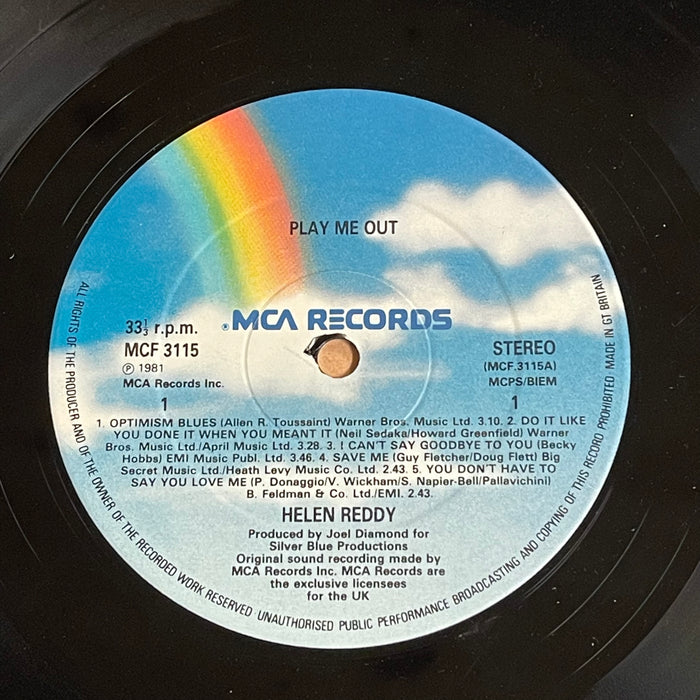 PLAY ME OUT
®MCA RECORDS
33⅓ r.p.m.
MCF 3115
Ⓟ 1981
MCA Records Inc.
1
STEREO
(MCF.3115A)
MCPS/BIEM
1
1. OPTIMISM BLUES (Allen R. Toussaint) Warner Bros. Music Ltd. 3.10. 2. DO IT LIKE
YOU DONE IT WHEN YOU MEANT IT (Neil Sedaka/Howard Greenfield) Warner
Bros. Music Ltd./April Music Ltd. 3.28. 3. I CAN'T SAY GOODBYE TO YOU (Becky
Hobbs) EMI Music Publ. Ltd. 3.46. 4. SAVE ME (Guy Fletcher/Doug Flett) Big
Secret Music Ltd./Heath Levy Music Co. Ltd. 2.43. 5. YOU DON'T HAVE TO
SAY YOU LOVE ME (P. Donaggio/V. Wickham/S. Napier-Bell/Pallavichini)
B. Feldman & Co. Ltd./EMI. 2.43.
HELEN REDDY
Produced by Joel Diamond for
Silver Blue Productions
Original sound recording made by
MCA Records Inc. MCA Records are
the exclusive licensees
for the UK
ALL RIGHTS OF THE PRODUCER AND OF THE OWNER OF THE RECORDED WORK RESERVED UNAUTHORISED PUBLIC PERFORMANCE BROADCASTING AND COPYING OF THIS RECORD PROHIBITED MADE IN GT BRITAIN